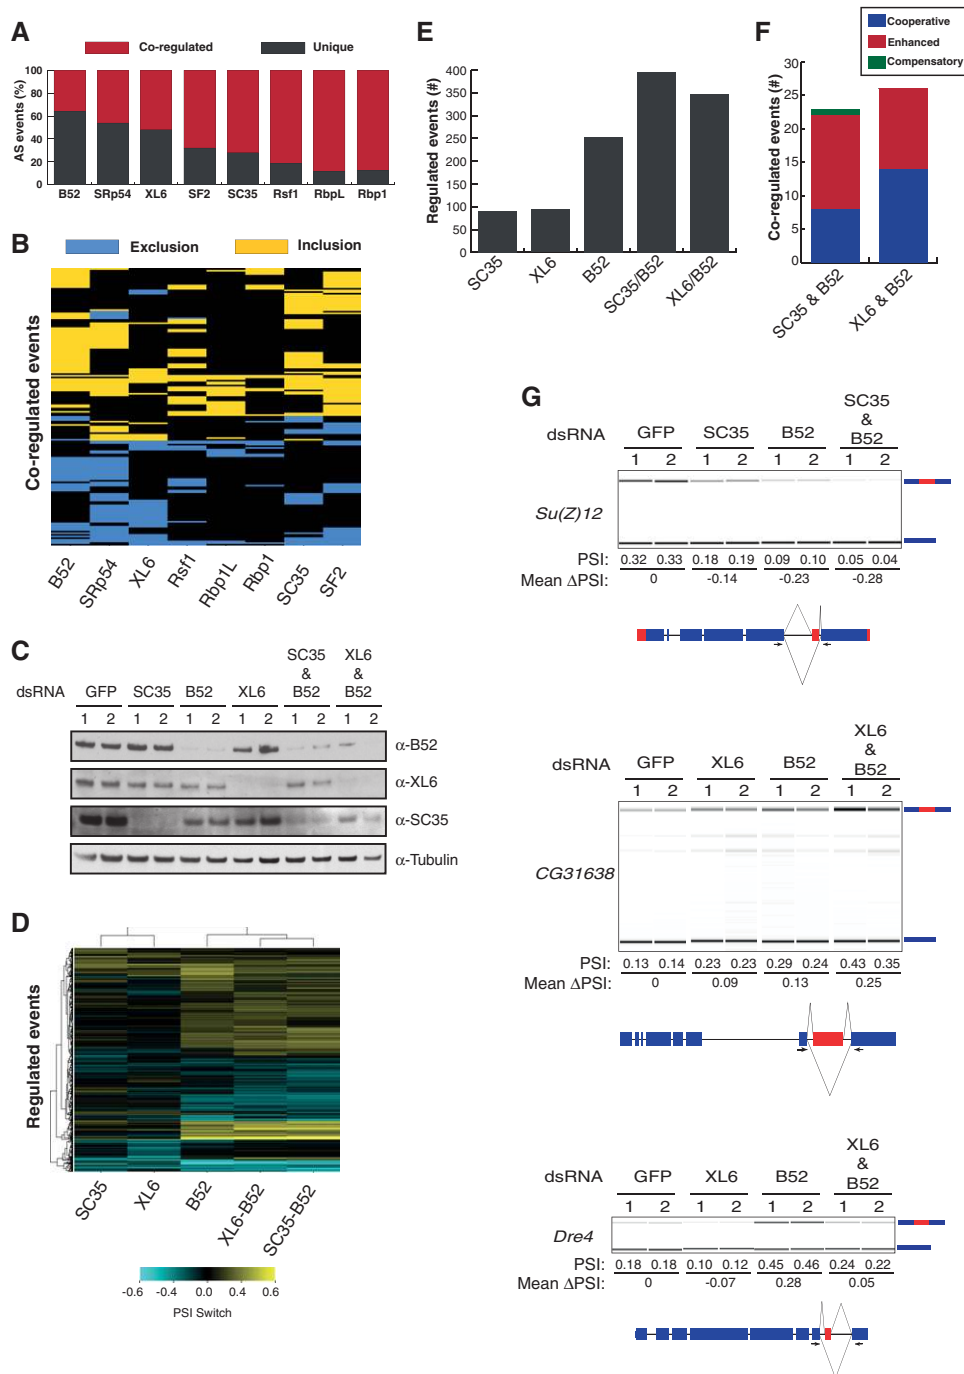 A
Co-regulated
Unique
AS events (%)
100
80
60
40
20
0
B52 SRp54 XL6 SF2 SC35 Rsf1 RbpL Rbp1
B
Exclusion
Inclusion
Co-regulated events
B52 SRp54 XL6 Rsf1 Rbp1L Rbp1 SC35 SF2
C
dsRNA GFP SC35 B52 XL6 SC35 & B52 XL6 & B52
1 2 1 2 1 2 1 2 1 2 1 2
α-B52
α-XL6
α-SC35
α-Tubulin
D
Regulated events
SC35 XL6 B52 XL6-B52 SC35-B52
-0.6 -0.4 0.0 0.4 0.6
PSI Switch
E
Regulated events (#)
400
350
300
250
200
150
100
50
0
SC35 XL6 B52 SC35/B52 XL6/B52
F
Cooperative
Enhanced
Compensatory
Co-regulated events (#)
30
25
20
15
10
5
0
SC35 & B52 XL6 & B52
G
dsRNA GFP SC35 B52 SC35 & B52
1 2 1 2 1 2 1 2
Su(Z)12
PSI: 0.32 0.33 0.18 0.19 0.09 0.10 0.05 0.04
Mean ΔPSI: 0 -0.14 -0.23 -0.28
dsRNA GFP XL6 B52 XL6 & B52
1 2 1 2 1 2 1 2
CG31638
PSI: 0.13 0.14 0.23 0.23 0.29 0.24 0.43 0.35
Mean ΔPSI: 0 0.09 0.13 0.25
dsRNA GFP XL6 B52 XL6 & B52
1 2 1 2 1 2 1 2
Dre4
PSI: 0.18 0.18 0.10 0.12 0.45 0.46 0.24 0.22
Mean ΔPSI: 0 -0.07 0.28 0.05